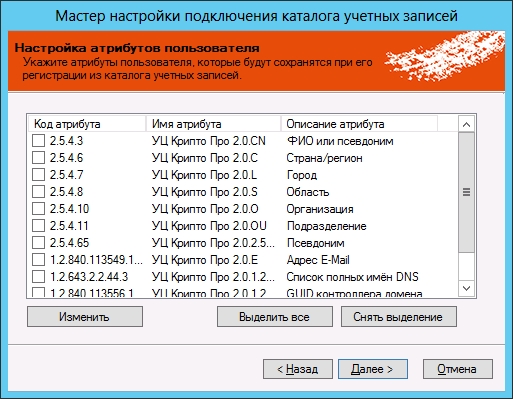 Мастер настройки подключения каталога учетных записей
Настройка атрибутов пользователя
Укажите атрибуты пользователя, которые будут сохранятся при его
регистрации из каталога учетных записей.
Код атрибута Имя атрибута Описание атрибута
2.5.4.3 УЦ Крипто Про 2.0.CN ФИО или псевдоним
2.5.4.6 УЦ Крипто Про 2.0.C Страна/регион
2.5.4.7 УЦ Крипто Про 2.0.L Город
2.5.4.8 УЦ Крипто Про 2.0.S Область
2.5.4.10 УЦ Крипто Про 2.0.O Организация
2.5.4.11 УЦ Крипто Про 2.0.OU Подразделение
2.5.4.65 УЦ Крипто Про 2.0.2.5... Псевдоним
1.2.840.113549.1... УЦ Крипто Про 2.0.E Адрес E-Mail
1.2.643.2.2.44.3 УЦ Крипто Про 2.0.1.2... Список полных имён DNS
1.2.840.113556.1... УЦ Крипто Про 2.0.1.2... GUID контроллера домена
Изменить Выделить все Снять выделение
< Назад Далее > Отмена